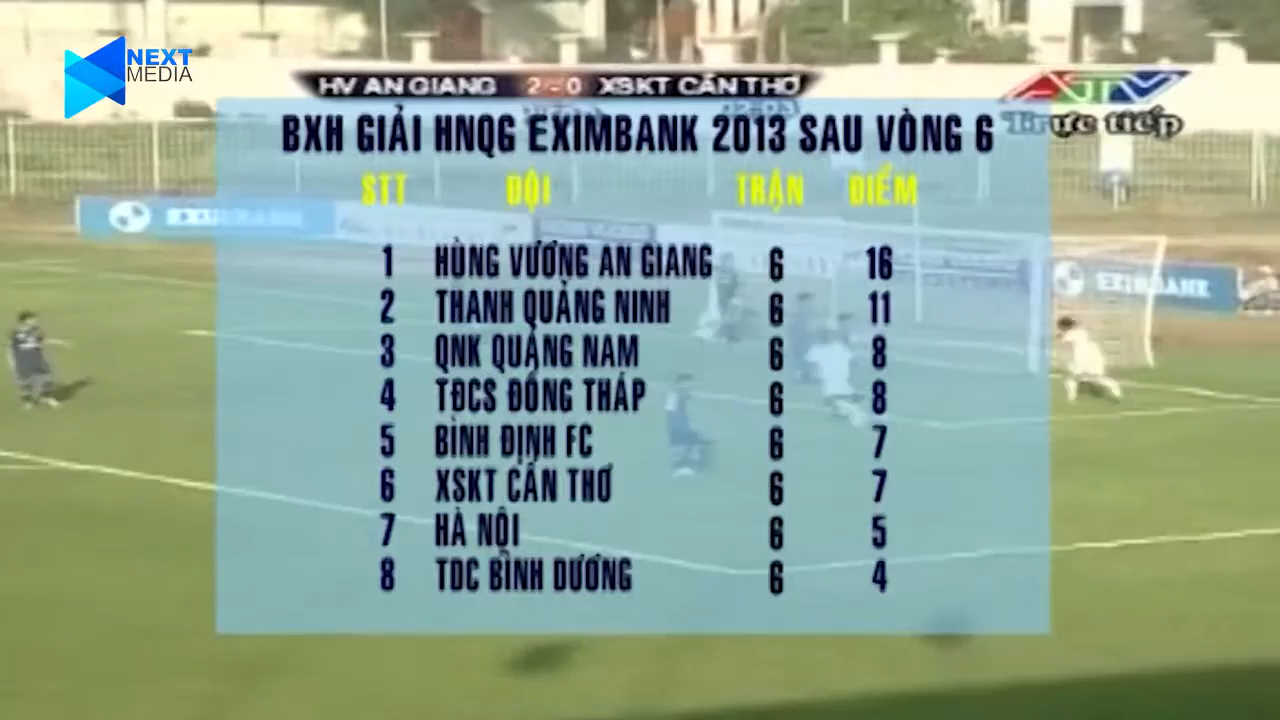 NEXT
MEDIA
HV AN GIANG 2-0 XSKT CẦN THƠ
ATV
Trực tiếp
BXH GIẢI HNQG EXIMBANK 2013 SAU VÒNG 6
STT ĐỘI TRẬN ĐIỂM
1 HÙNG VƯƠNG AN GIANG 6 16
2 THANH QUẢNG NINH 6 11
3 QNK QUẢNG NAM 6 8
4 TĐCS ĐỒNG THÁP 6 8
5 BÌNH ĐỊNH FC 6 7
6 XSKT CẦN THƠ 6 7
7 HÀ NỘI 6 5
8 TDC BÌNH DƯƠNG 6 4
EXIMBANK
EXIMBANK